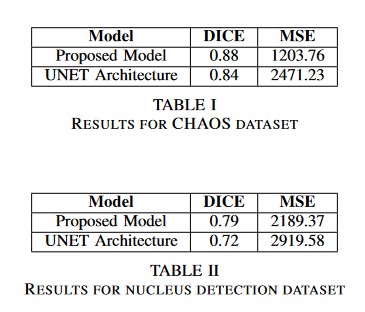 Model DICE MSE
Proposed Model 0.88 1203.76
UNET Architecture 0.84 2471.23
TABLE I
RESULTS FOR CHAOS DATASET
Model DICE MSE
Proposed Model 0.79 2189.37
UNET Architecture 0.72 2919.58
TABLE II
RESULTS FOR NUCLEUS DETECTION DATASET